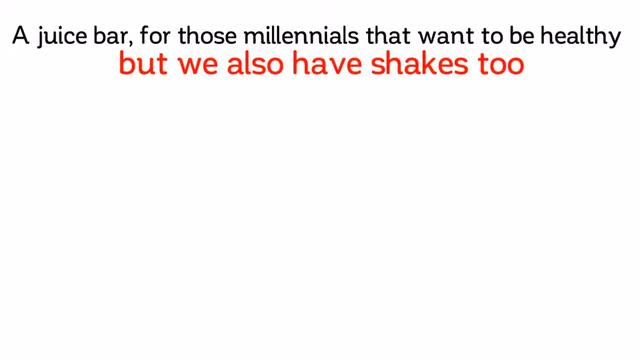 A juice bar, for those millennials that want to be healthy
but we also have shakes too